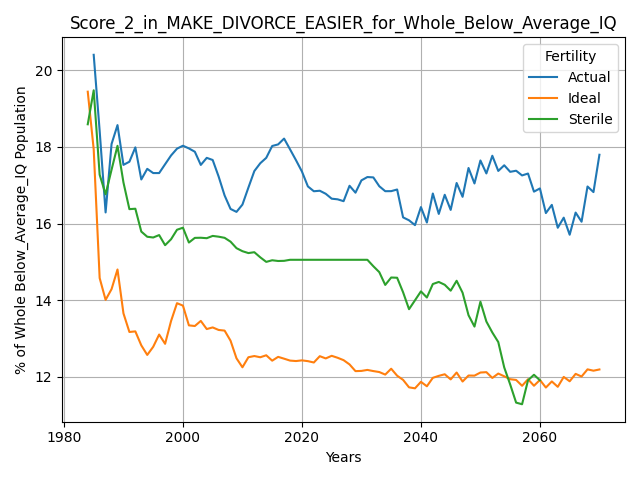 Score_2_in_MAKE_DIVORCE_EASIER_for_Whole_Below_Average_IQ
% of Whole Below_Average_IQ Population
20
18
16
14
12
Fertility
Actual
Ideal
Sterile
1980
2000
2020
2040
2060
Years